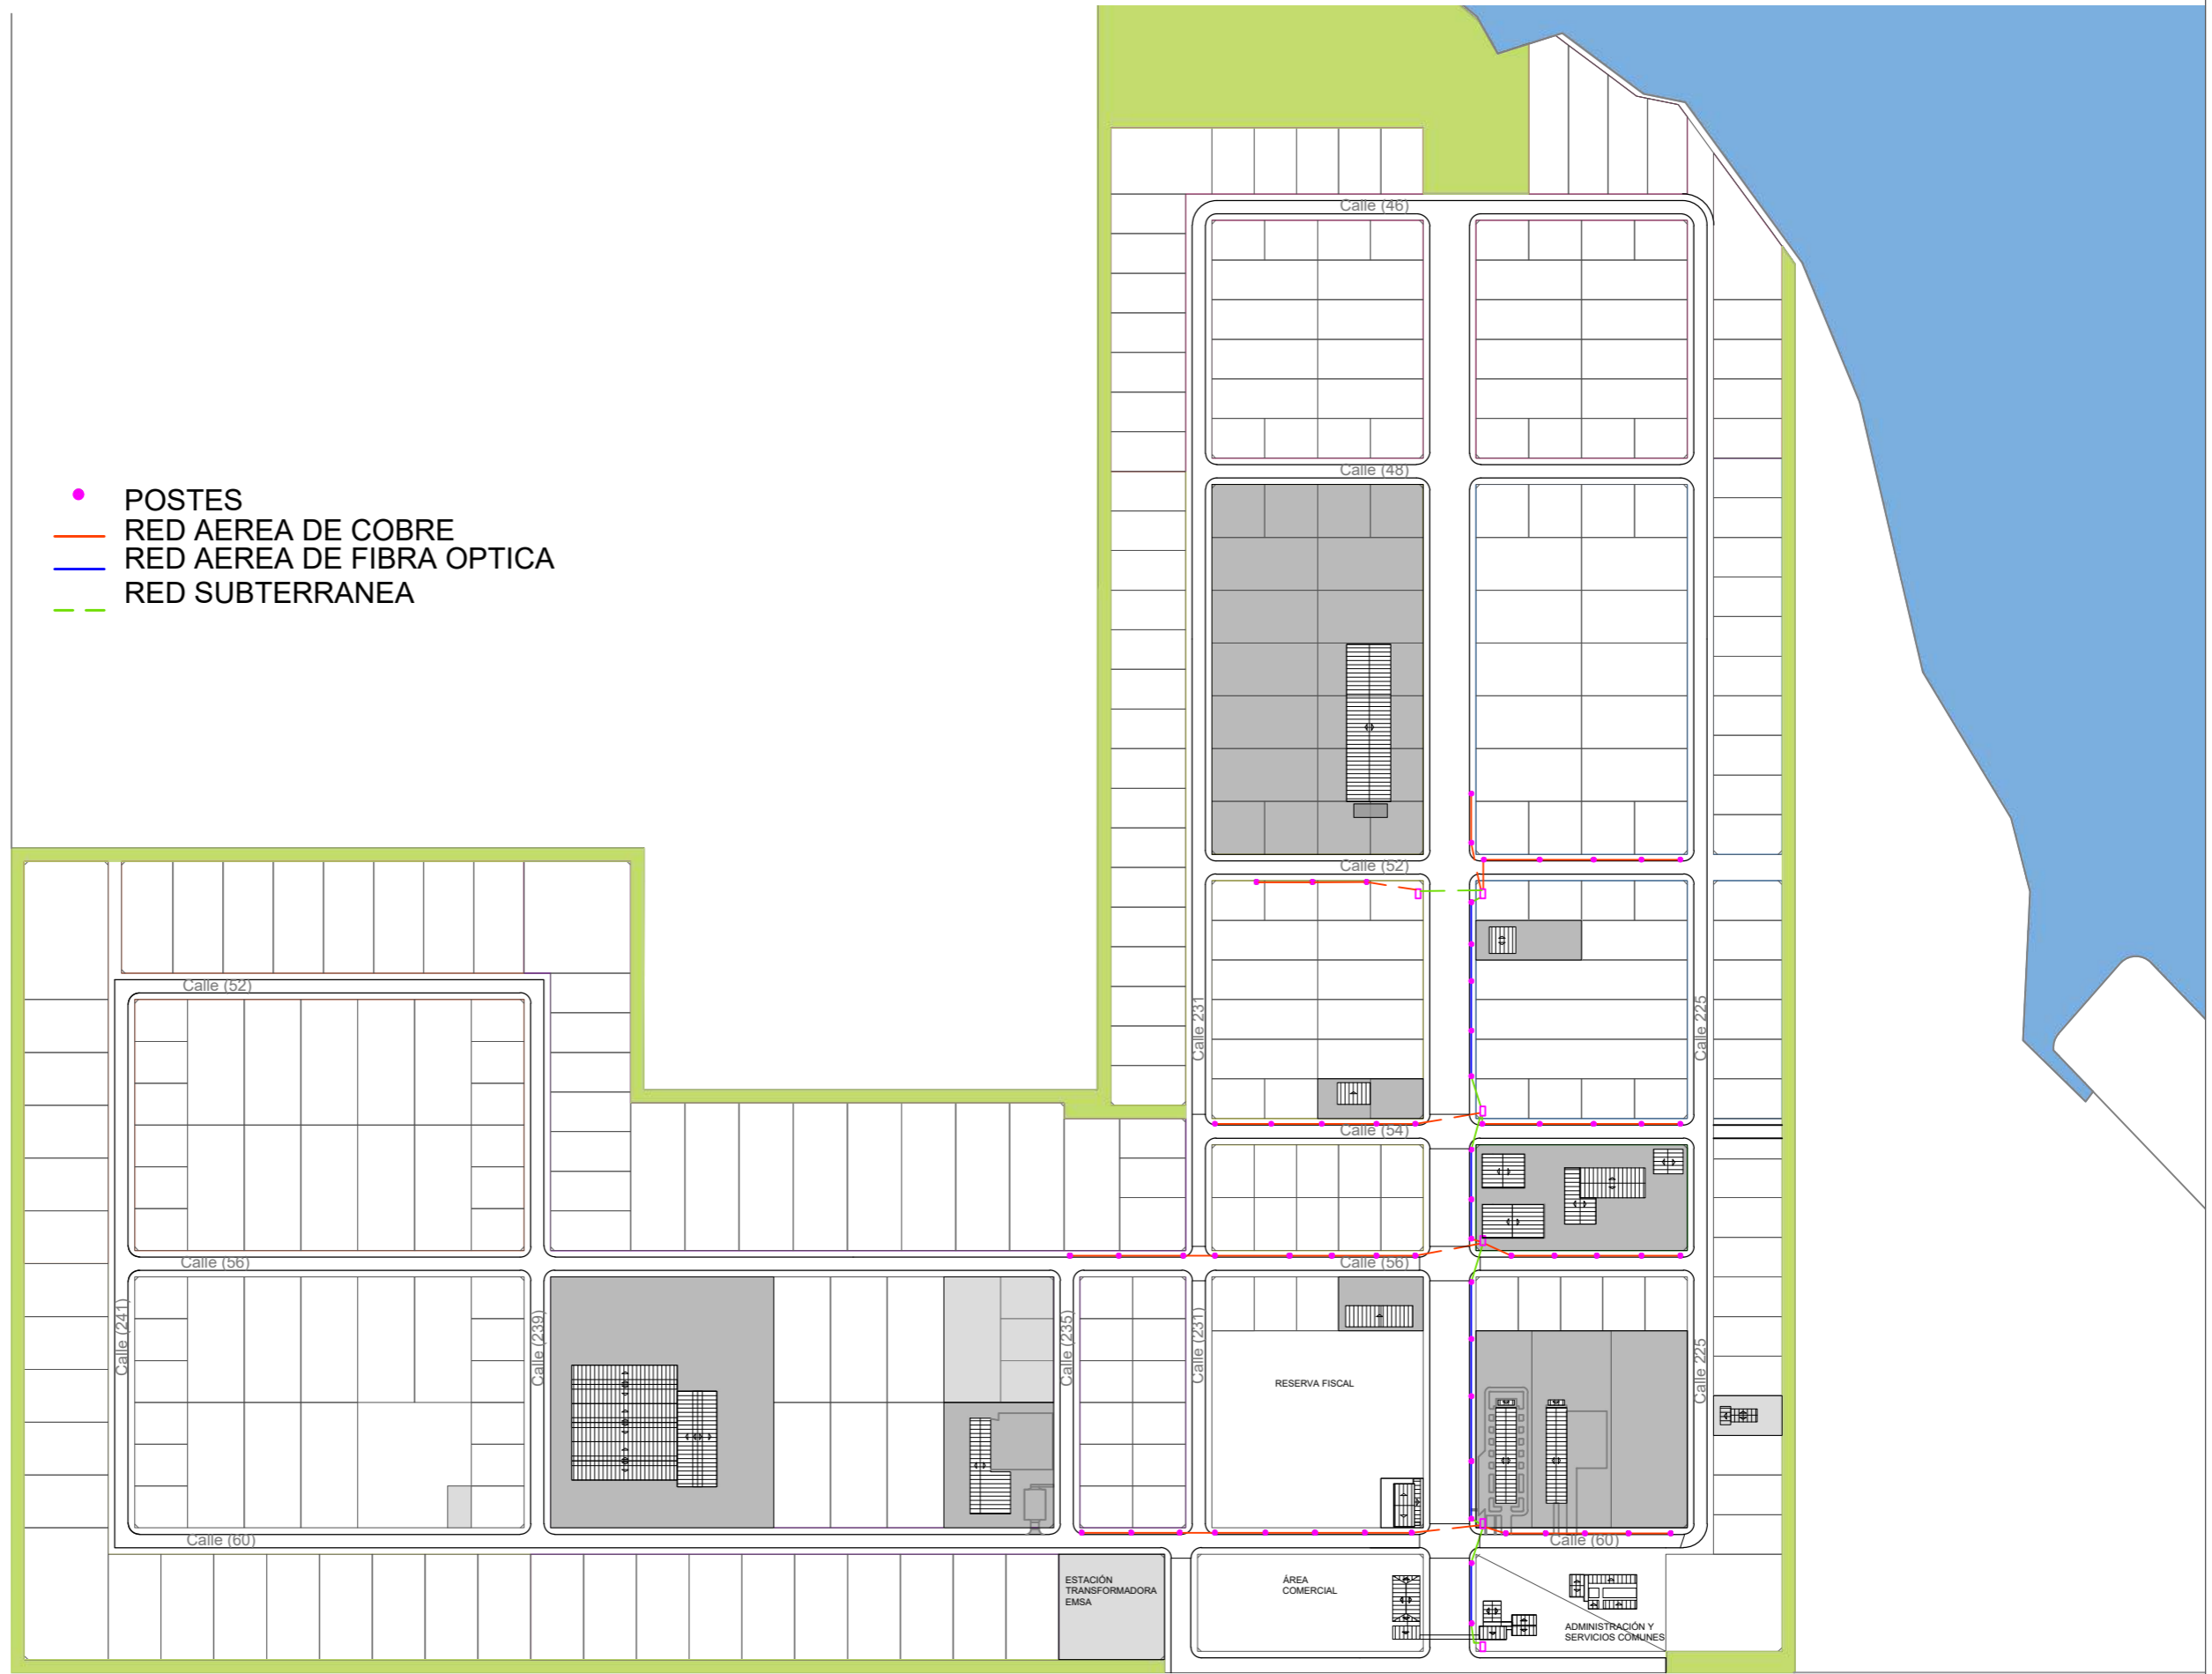 Calle (46)
Calle (48)
POSTES
RED AEREA DE COBRE
RED AEREA DE FIBRA OPTICA
RED SUBTERRANEA
Calle (52)
Calle (52)
Calle 231
Calle 225
Calle (54)
Calle (56)
Calle (56)
Calle (241)
Calle (239)
Calle (235)
Calle (231)
Calle 225
RESERVA FISCAL
Calle (60)
Calle (60)
ESTACIÓN
TRANSFORMADORA
EMSA
ÁREA
COMERCIAL
ADMINISTRACIÓN Y
SERVICIOS COMUNES